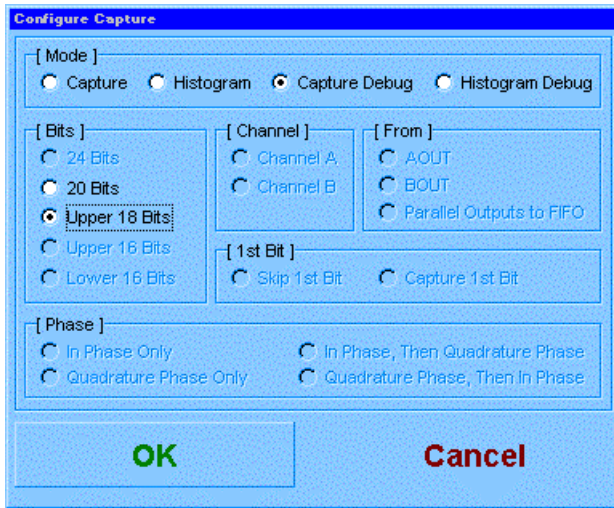 Configure Capture
[ Mode ]
Capture Histogram Capture Debug Histogram Debug
[ Bits ]
24 Bits
20 Bits
Upper 18 Bits
Upper 16 Bits
Lower 16 Bits
[ Channel ]
Channel A
Channel B
[ From ]
AOUT
BOUT
Parallel Outputs to FIFO
[ 1st Bit ]
Skip 1st Bit Capture 1st Bit
[ Phase ]
In Phase Only In Phase, Then Quadrature Phase
Quadrature Phase Only Quadrature Phase, Then In Phase
OK Cancel